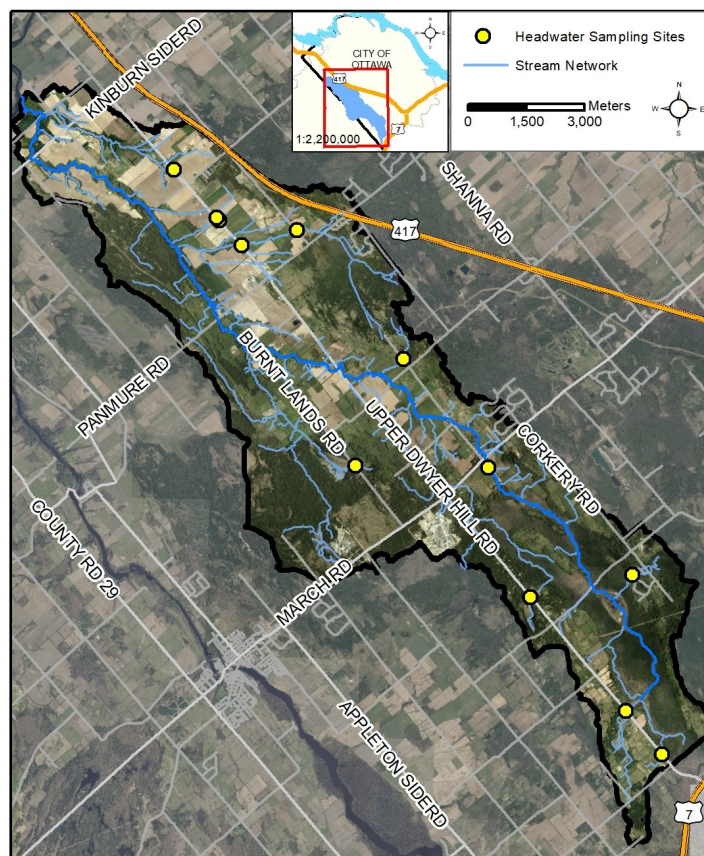 CITY OF
OTTAWA
417
7
1:2,200,000
N
W E
S
Headwater Sampling Sites
Stream Network
Meters
0 1,500 3,000
N
W E
S
KINBURN SIDERD
SHANNA RD
417
BURNT LANDS RD
PANMURE RD
UPPER DWYER HILL RD
CORKERY RD
COUNTY RD 29
MARCH RD
APPLETON SIDERD
7